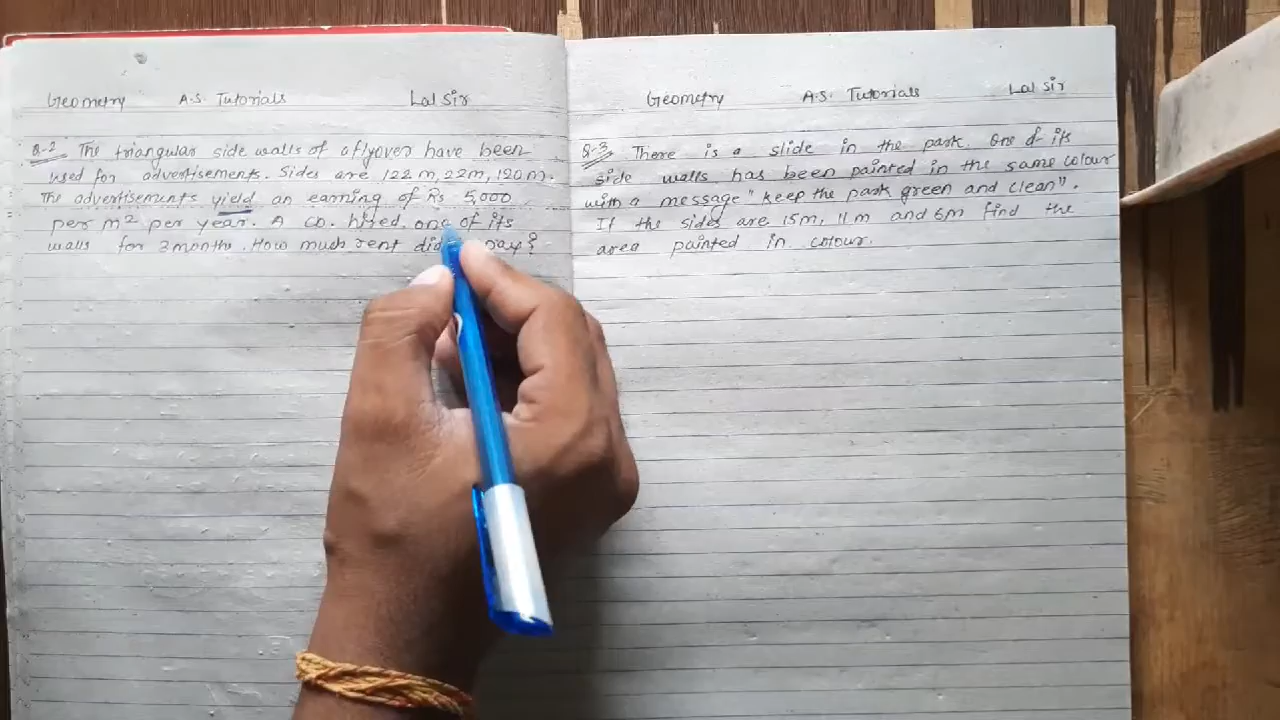 Geometry A.S. Tutorials Lal Sir
Q-2 The triangular side walls of a flyover have been
used for advertisements. Side are 122 m, 22m, 120 m.
The advertisements yield an earning of Rs 5,000
per m² per year. A co. hired one of its
walls for 2 months. How much rent did pay?
Geometry A.S. Tutorials Lal Sir
Q-3 There is a slide in the park. One of its
side walls has been painted in the same colour
with a message "keep the park green and clean".
If the sides are 15m, 11 m and 6m find the
area painted in colour.